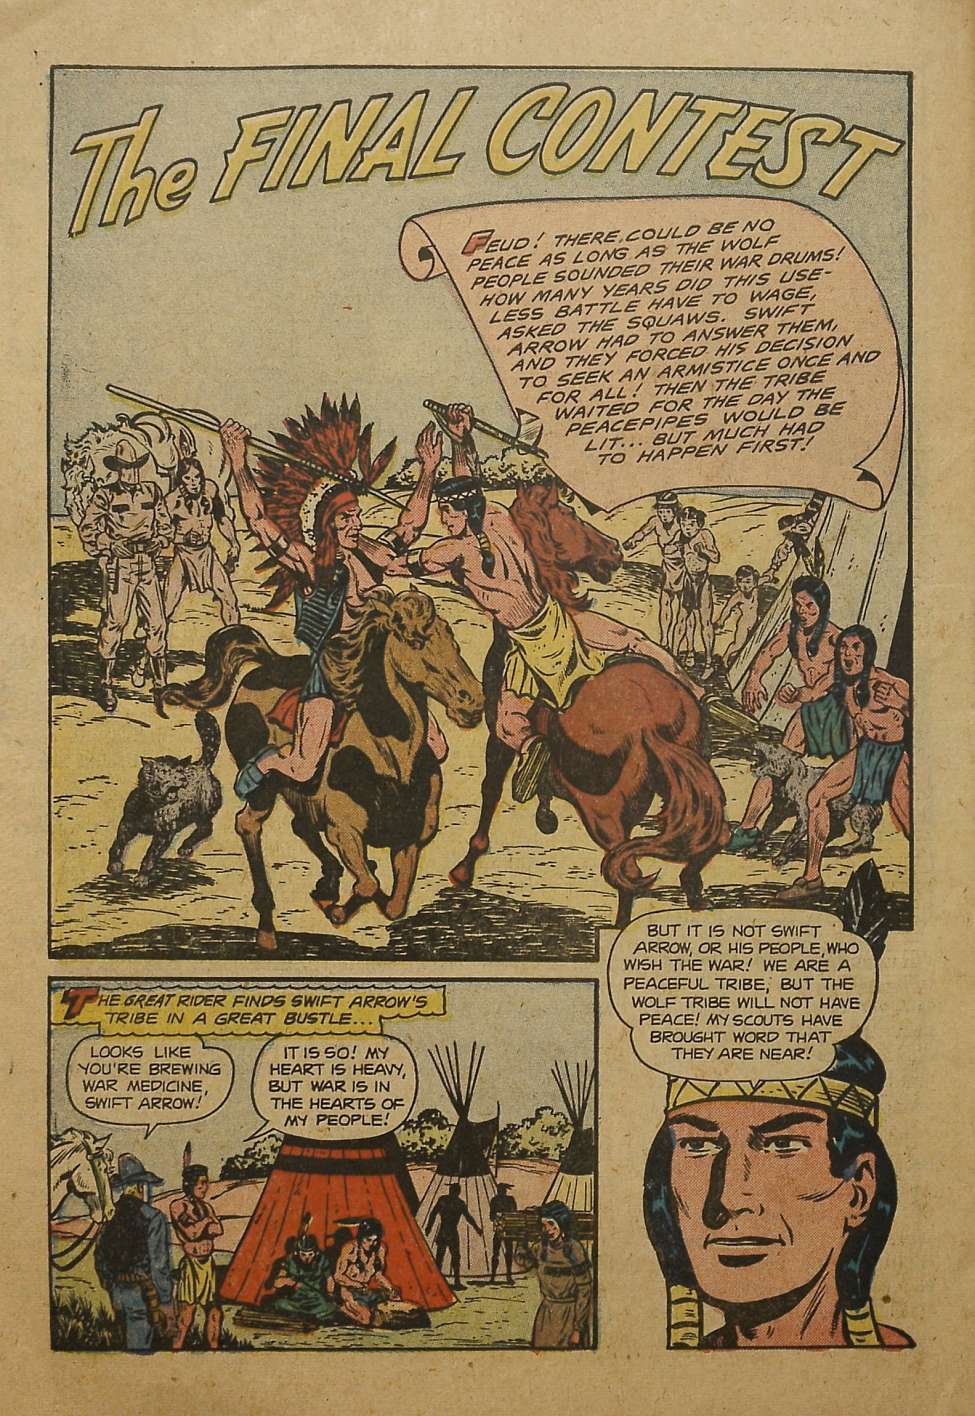 The FINAL CONTEST
FEUD! THERE COULD BE NO
PEACE AS LONG AS THE WOLF
PEOPLE SOUNDED THEIR WAR DRUMS!
HOW MANY YEARS DID THIS USE-
LESS BATTLE HAVE TO WAGE,
ASKED THE SQUAWS. SWIFT
ARROW HAD TO ANSWER THEM,
AND THEY FORCED HIS DECISION
TO SEEK AN ARMISTICE ONCE AND
FOR ALL! THEN THE TRIBE
WAITED FOR THE DAY THE
PEACEPIPES WOULD BE
LIT... BUT MUCH HAD
TO HAPPEN FIRST!
THE GREAT RIDER FINDS SWIFT ARROW'S
TRIBE IN A GREAT BUSTLE...
LOOKS LIKE
YOU'RE BREWING
WAR MEDICINE,
SWIFT ARROW!
IT IS SO! MY
HEART IS HEAVY,
BUT WAR IS IN
THE HEARTS OF
MY PEOPLE!
BUT IT IS NOT SWIFT
ARROW, OR HIS PEOPLE, WHO
WISH THE WAR! WE ARE A
PEACEFUL TRIBE, BUT THE
WOLF TRIBE WILL NOT HAVE
PEACE! MY SCOUTS HAVE
BROUGHT WORD THAT
THEY ARE NEAR!